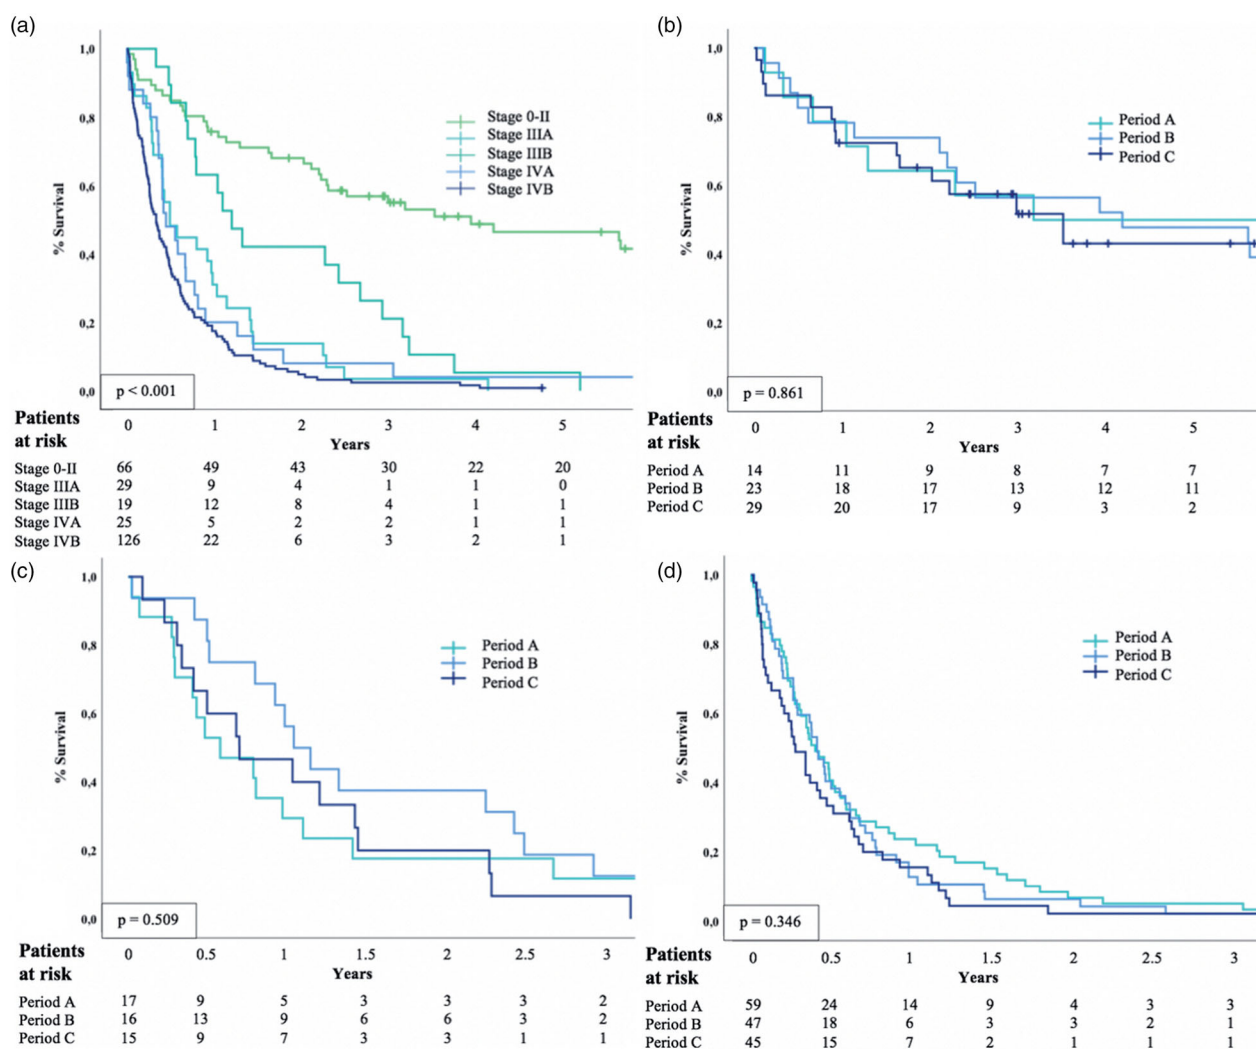 (a)
% Survival
1,0
0,8
0,6
0,4
0,2
0,0
Stage 0-II
Stage IIIA
Stage IIIB
Stage IVA
Stage IVB
p < 0.001
Patients at risk
0 1 2 3 4 5
Years
Stage 0-II 66 49 43 30 22 20
Stage IIIA 29 9 4 1 1 0
Stage IIIB 19 12 8 4 1 1
Stage IVA 25 5 2 2 1 1
Stage IVB 126 22 6 3 2 1
(b)
% Survival
1,0
0,8
0,6
0,4
0,2
0,0
Period A
Period B
Period C
p = 0.861
Patients at risk
0 1 2 3 4 5
Years
Period A 14 11 9 8 7 7
Period B 23 18 17 13 12 11
Period C 29 20 17 9 3 2
(c)
% Survival
1,0
0,8
0,6
0,4
0,2
0,0
Period A
Period B
Period C
p = 0.509
Patients at risk
0 0.5 1 1.5 2 2.5 3
Years
Period A 17 9 5 3 3 3 2
Period B 16 13 9 6 6 3 2
Period C 15 9 7 3 3 1 1
(d)
% Survival
1,0
0,8
0,6
0,4
0,2
0,0
Period A
Period B
Period C
p = 0.346
Patients at risk
0 0.5 1 1.5 2 2.5 3
Years
Period A 59 24 14 9 4 3 3
Period B 47 18 6 3 3 2 1
Period C 45 15 7 2 1 1 1